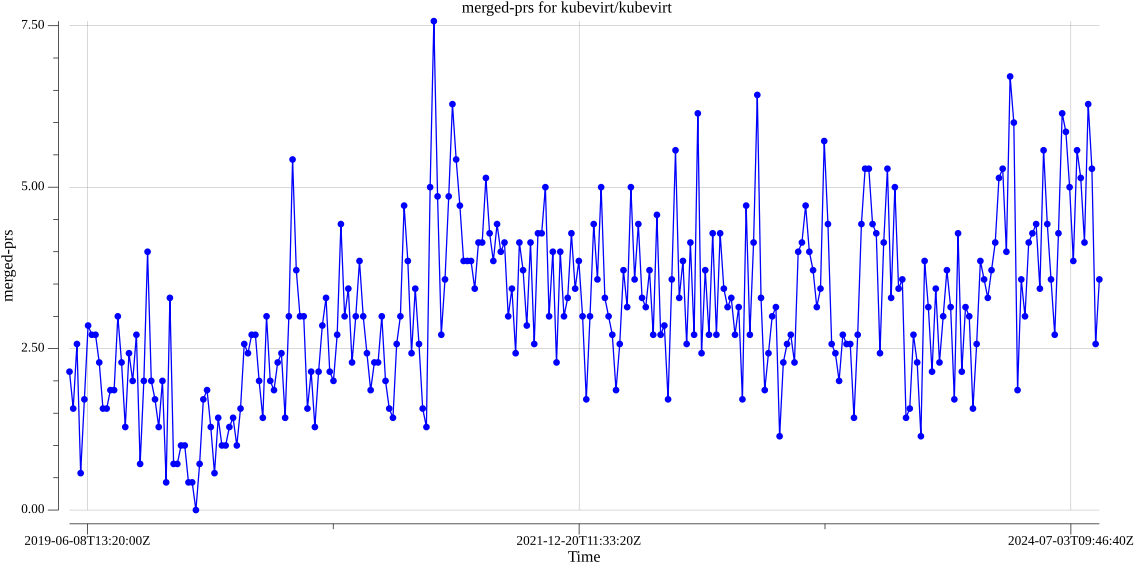 merged-prs for kubevirt/kubevirt
7.50
5.00
2.50
0.00
merged-prs
2019-06-08T13:20:00Z
2021-12-20T11:33:20Z
2024-07-03T09:46:40Z
Time